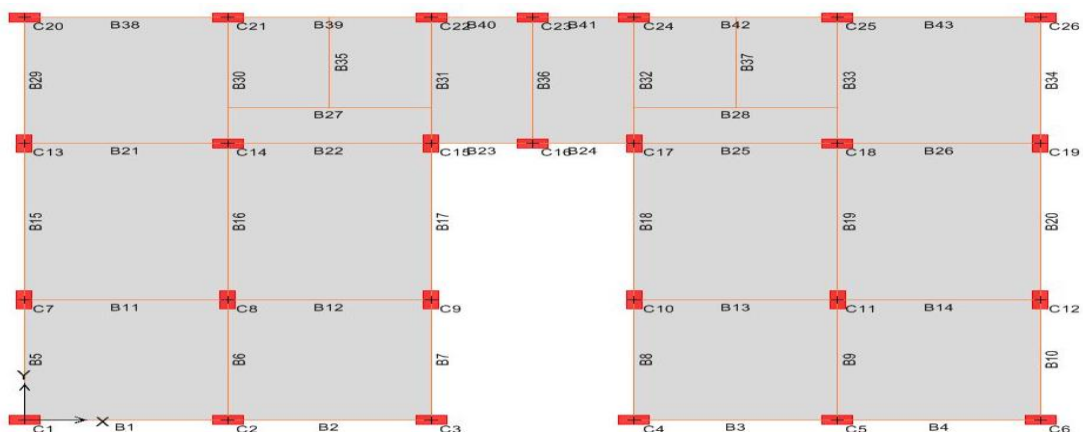 C20 B38 C21 B39 C22 B40 C23 B41 C24 B42 C25 B43 C26
B29 B30 B35 B31 B36 B32 B37 B33 B34
B27 B28
C13 B21 C14 B22 C15 B23 C16 B24 C17 B25 C18 B26 C19
B15 B16 B17 B18 B19 B20
C7 B11 C8 B12 C9 C10 B13 C11 B14 C12
B5 B6 B7 B8 B9 B10
Y
X
C1 B1 C2 B2 C3 C4 B3 C5 B4 C6